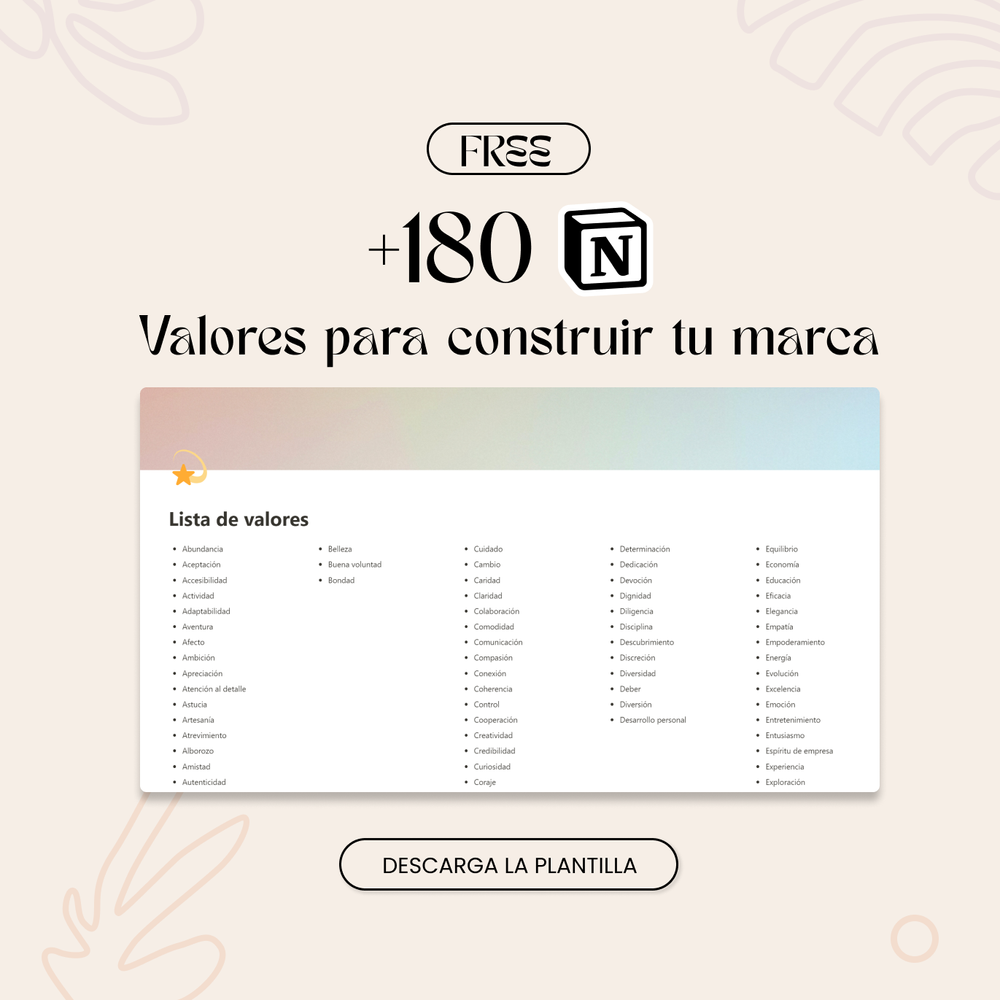 FREE
+180 N
Valores para construir tu marca
Lista de valores
• Abundancia
• Aceptación
• Accesibilidad
• Actividad
• Adaptabilidad
• Aventura
• Afecto
• Ambición
• Apreciación
• Atención al detalle
• Astucia
• Artesanía
• Atrevimiento
• Alborozo
• Amistad
• Autenticidad
• Belleza
• Buena voluntad
• Bondad
• Cuidado
• Cambio
• Caridad
• Claridad
• Colaboración
• Comodidad
• Comunicación
• Compasión
• Conexión
• Coherencia
• Control
• Cooperación
• Creatividad
• Credibilidad
• Curiosidad
• Coraje
• Determinación
• Dedicación
• Devoción
• Dignidad
• Diligencia
• Disciplina
• Descubrimiento
• Discreción
• Diversidad
• Deber
• Diversión
• Desarrollo personal
• Equilibrio
• Economía
• Educación
• Eficacia
• Elegancia
• Empatía
• Empoderamiento
• Energía
• Evolución
• Excelencia
• Emoción
• Entretenimiento
• Entusiasmo
• Espíritu de empresa
• Experiencia
• Exploración
DESCARGA LA PLANTILLA